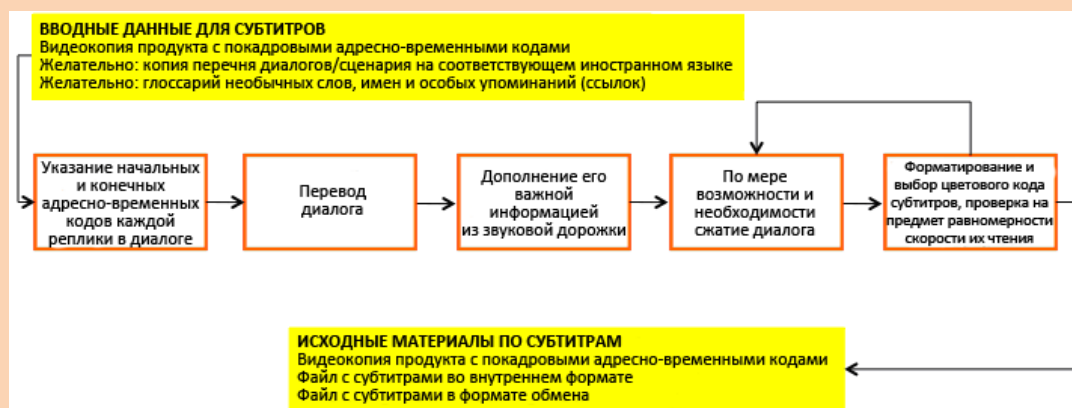 ВВОДНЫЕ ДАННЫЕ ДЛЯ СУБТИТРОВ
Видеокопия продукта с покадровыми адресно-временными кодами
Желательно: копия перечня диалогов/сценария на соответствующем иностранном языке
Желательно: глоссарий необычных слов, имен и особых упоминаний (ссылок)
Указание начальных
и конечных
адресно-временных
кодов каждой
реплики в диалоге
Перевод
диалога
Дополнение его
важной
информацией
из звуковой дорожки
По мере
возможности и
необходимости
сжатие диалога
Форматирование и
выбор цветового кода
субтитров, проверка на
предмет равномерности
скорости их чтения
ИСХОДНЫЕ МАТЕРИАЛЫ ПО СУБТИТРАМ
Видеокопия продукта с покадровыми адресно-временными кодами
Файл с субтитрами во внутреннем формате
Файл с субтитрами в формате обмена